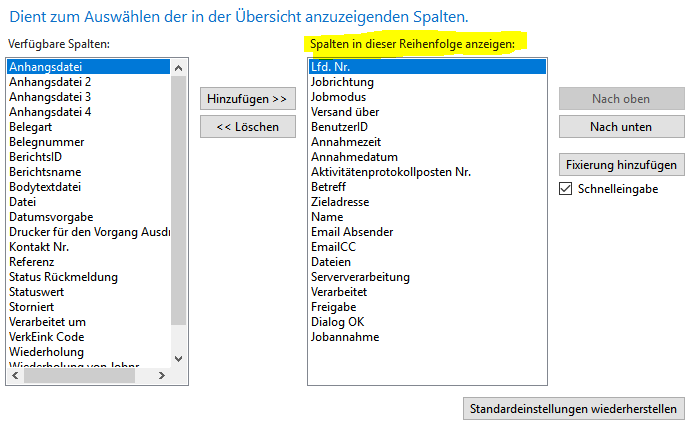 Dient zum Auswählen der in der Übersicht anzuzeigenden Spalten.
Verfügbare Spalten:
Anhangsdatei
Anhangsdatei 2
Anhangsdatei 3
Anhangsdatei 4
Belegart
Belegnummer
BerichtsID
Berichtsname
Bodytextdatei
Datei
Datumsvorgabe
Drucker für den Vorgang Ausdr
Kontakt Nr.
Referenz
Status Rückmeldung
Statuswert
Storniert
Verarbeitet um
VerkEink Code
Wiederholung
Wiederholung von Jobnr
Hinzufügen >>
<< Löschen
Spalten in dieser Reihenfolge anzeigen:
Lfd. Nr.
Jobrichtung
Jobmodus
Versand über
BenutzerID
Annahmezeit
Annahmedatum
Aktivitätenprotokollposten Nr.
Betreff
Zieladresse
Name
Email Absender
EmailCC
Dateien
Serververarbeitung
Verarbeitet
Freigabe
Dialog OK
Jobannahme
Nach oben
Nach unten
Fixierung hinzufügen
Schnelleingabe
Standardeinstellungen wiederherstellen